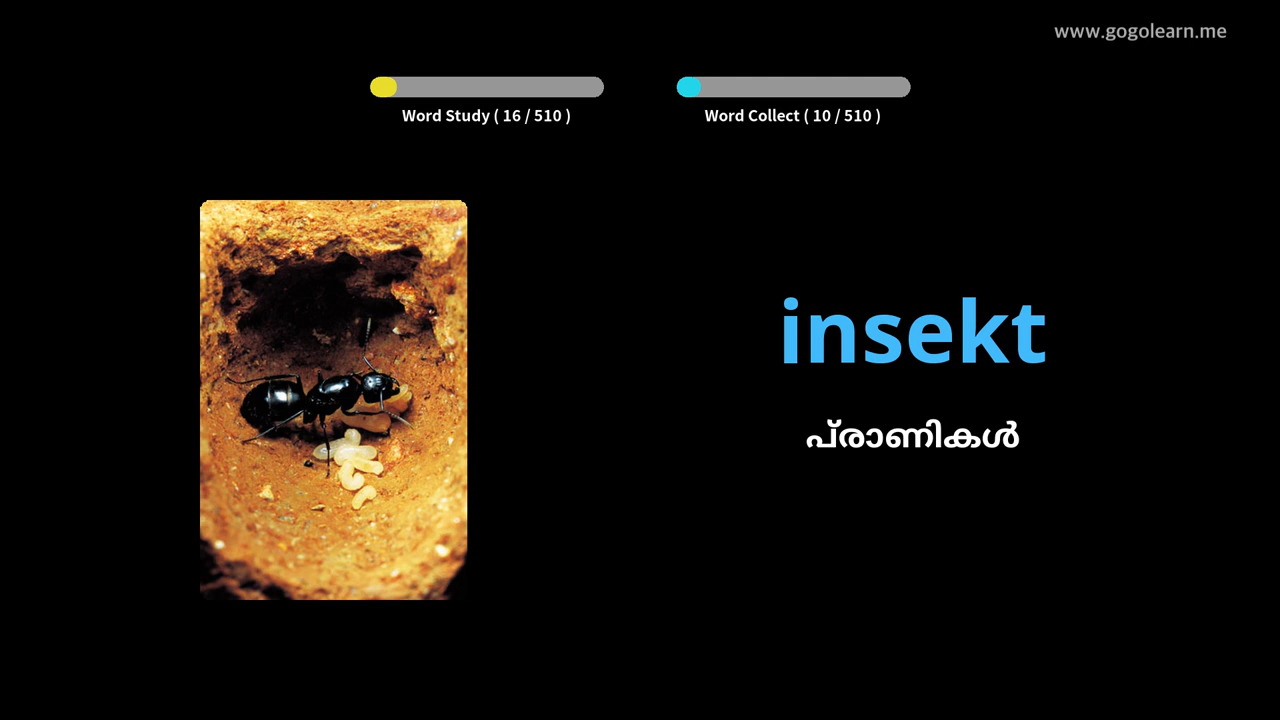 www.gogolearn.me
Word Study ( 16 / 510 )
Word Collect ( 10 / 510 )
insekt
പ്രാണികൾ